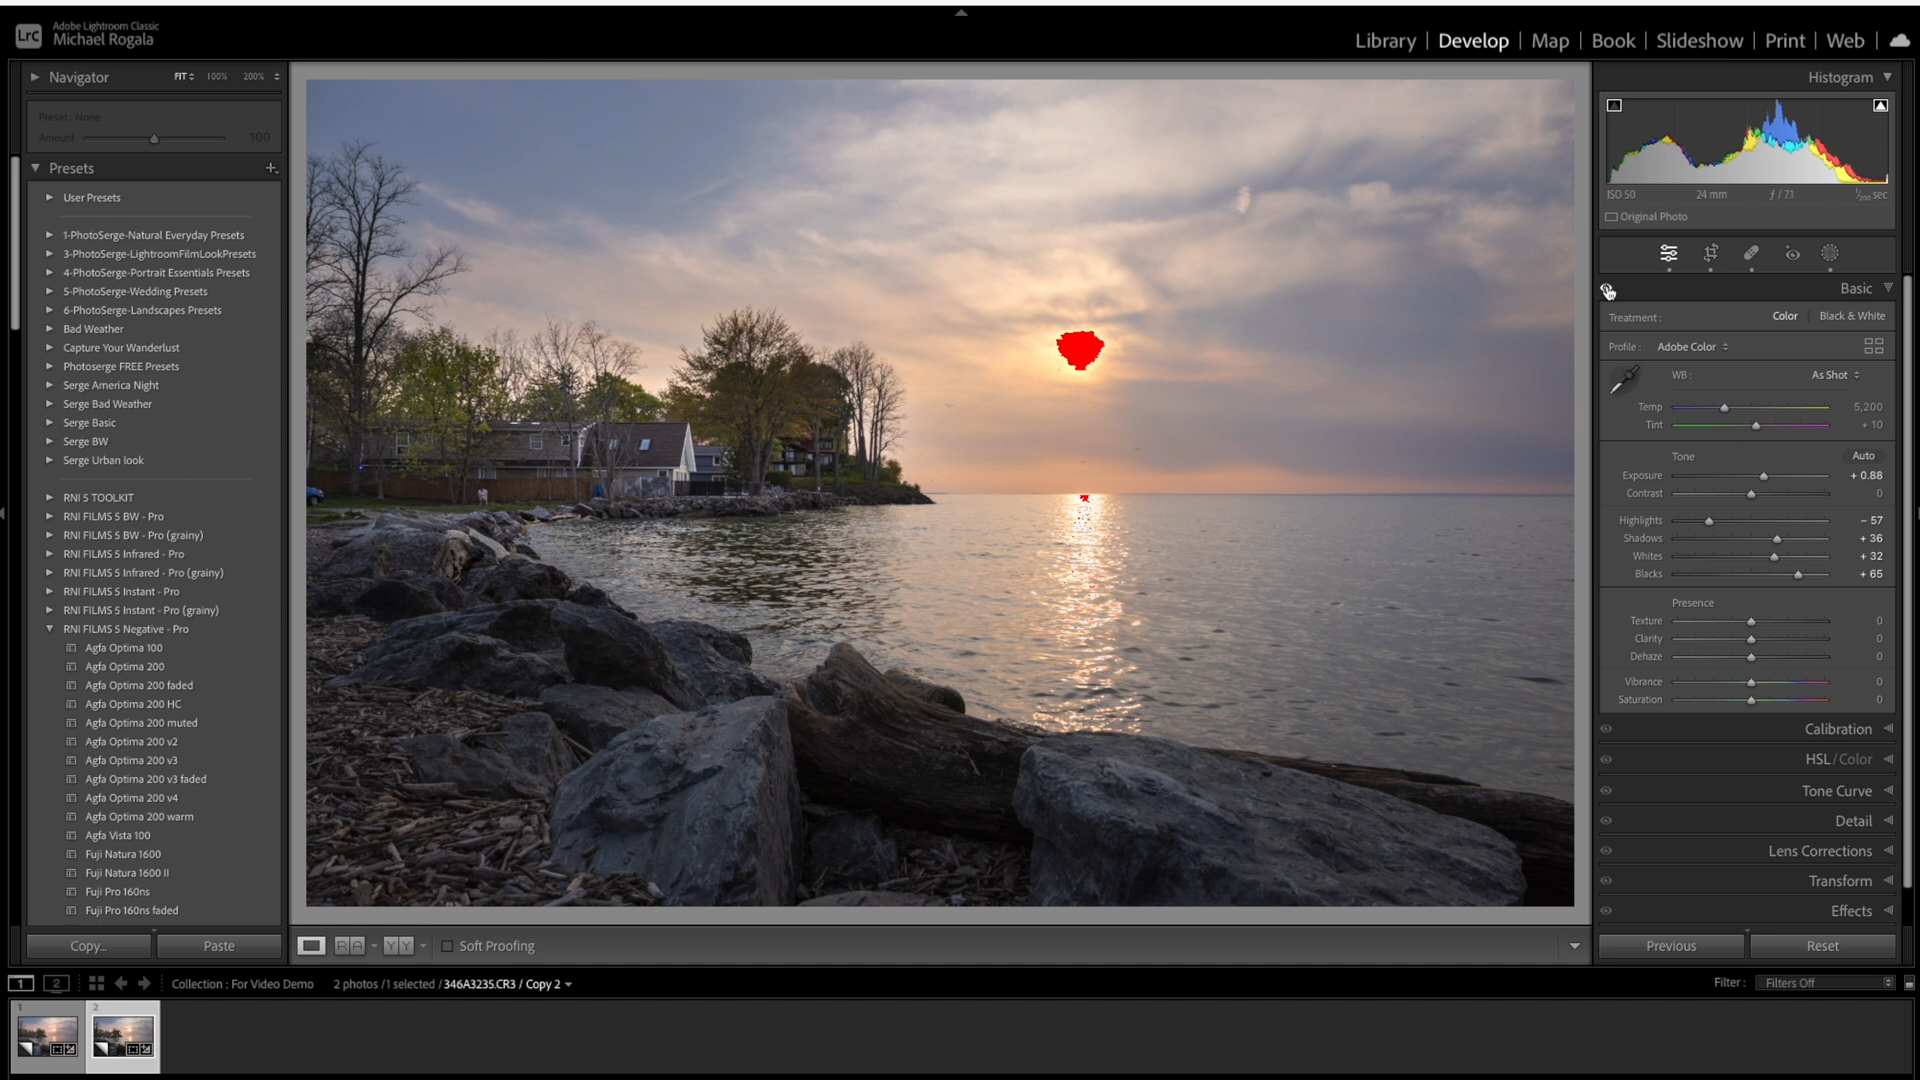 LrC
Adobe Lightroom Classic
Michael Rogala
Library | Develop | Map | Book | Slideshow | Print | Web
Navigator
FIT 100% 200%
Preset : None
Amount 100
Presets
User Presets
1-PhotoSerge-Natural Everyday Presets
3-PhotoSerge-LightroomFilmLookPresets
4-PhotoSerge-Portrait Essentials Presets
5-PhotoSerge-Wedding Presets
6-PhotoSerge-Landscapes Presets
Bad Weather
Capture Your Wanderlust
Photoserge FREE Presets
Serge America Night
Serge Bad Weather
Serge Basic
Serge BW
Serge Urban look
RNI 5 TOOLKIT
RNI FILMS 5 BW - Pro
RNI FILMS 5 BW - Pro (grainy)
RNI FILMS 5 Infrared - Pro
RNI FILMS 5 Infrared - Pro (grainy)
RNI FILMS 5 Instant - Pro
RNI FILMS 5 Instant - Pro (grainy)
RNI FILMS 5 Negative - Pro
Agfa Optima 100
Agfa Optima 200
Agfa Optima 200 faded
Agfa Optima 200 HC
Agfa Optima 200 muted
Agfa Optima 200 v2
Agfa Optima 200 v3
Agfa Optima 200 v3 faded
Agfa Optima 200 v4
Agfa Optima 200 warm
Agfa Vista 100
Fuji Natura 1600
Fuji Natura 1600 II
Fuji Pro 160ns
Fuji Pro 160ns faded
Copy...
Paste
R A
Y Y
Soft Proofing
Histogram
ISO 50 24 mm ƒ / 7.1 1/200 sec
Original Photo
Basic
Treatment : Color Black & White
Profile : Adobe Color
WB : As Shot
Temp 5,200
Tint + 10
Tone Auto
Exposure + 0.88
Contrast 0
Highlights – 57
Shadows + 36
Whites + 32
Blacks + 65
Presence
Texture 0
Clarity 0
Dehaze 0
Vibrance 0
Saturation 0
Calibration
HSL / Color
Tone Curve
Detail
Lens Corrections
Transform
Effects
Previous
Reset
1 2 Collection : For Video Demo 2 photos / 1 selected / 346A3235.CR3 / Copy 2
Filter : Filters Off
1
2